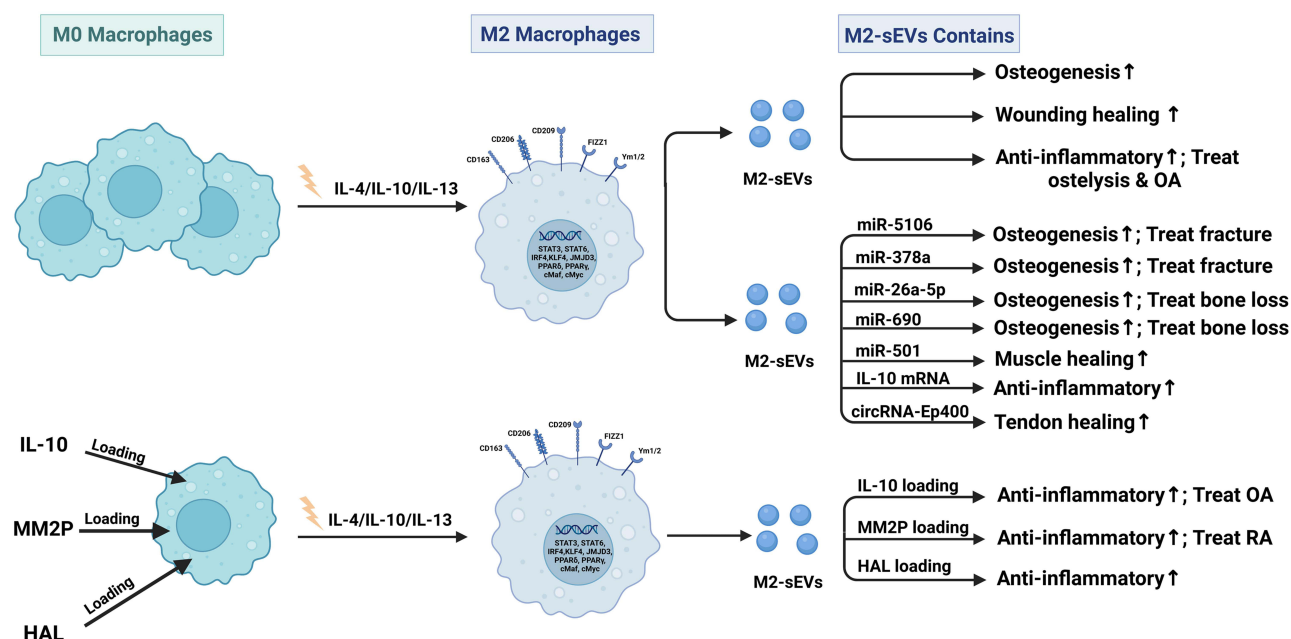 M0 Macrophages
M2 Macrophages
M2-sEVs Contains
IL-4/IL-10/IL-13
CD163
CD206
CD209
FIZZ1
Ym1/2
STAT3, STAT6,
IRF4,KLF4, JMJD3,
PPARδ, PPARγ,
cMaf, cMyc
M2-sEVs
Osteogenesis↑
Wounding healing ↑
Anti-inflammatory↑; Treat
ostelysis & OA
M2-sEVs
miR-5106
Osteogenesis↑; Treat fracture
miR-378a
Osteogenesis↑; Treat fracture
miR-26a-5p
Osteogenesis↑; Treat bone loss
miR-690
Osteogenesis↑; Treat bone loss
miR-501
Muscle healing↑
IL-10 mRNA
Anti-inflammatory↑
circRNA-Ep400
Tendon healing↑
IL-10
Loading
MM2P
Loading
HAL
Loading
IL-4/IL-10/IL-13
CD163
CD206
CD209
FIZZ1
Ym1/2
STAT3, STAT6,
IRF4,KLF4, JMJD3,
PPARδ, PPARγ,
cMaf, cMyc
M2-sEVs
IL-10 loading
Anti-inflammatory↑; Treat OA
MM2P loading
Anti-inflammatory↑; Treat RA
HAL loading
Anti-inflammatory↑